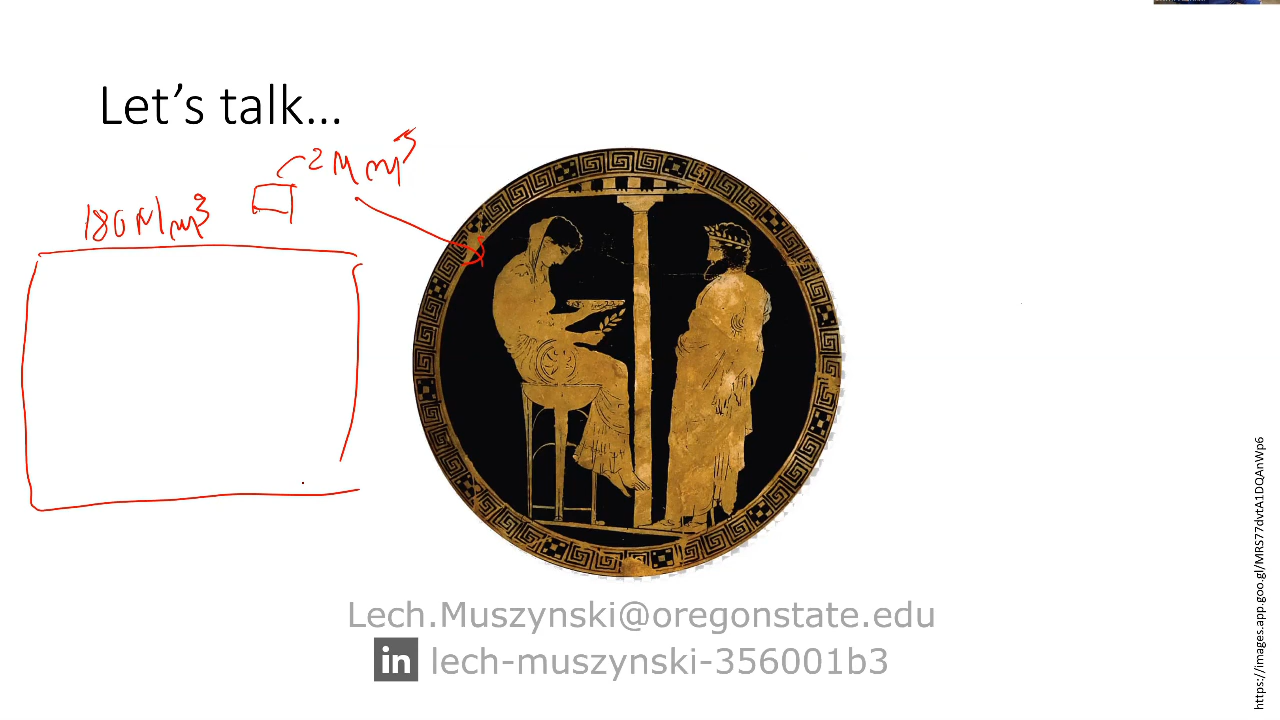 Let's talk...
2 M m³
180 M m³
Lech.Muszynski@oregonstate.edu
in lech-muszynski-356001b3
https://images.app.goo.gl/MRS77dvtA1DQAnWp6